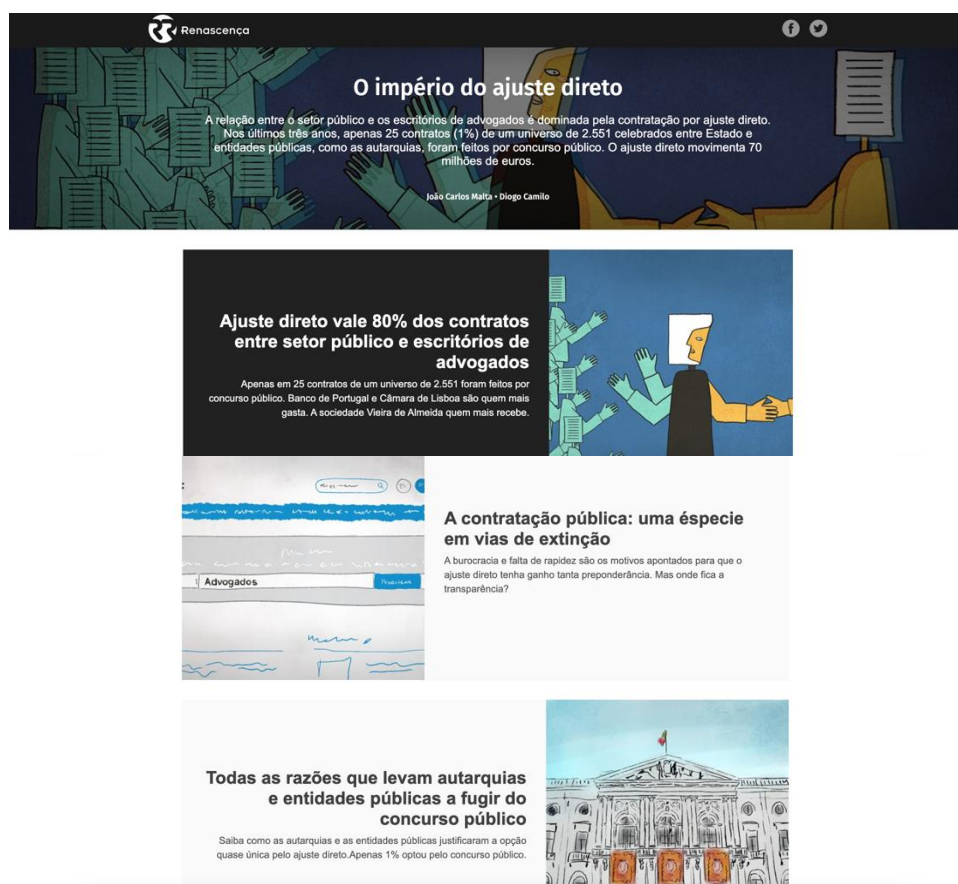 Renascença
O império do ajuste direto
A relação entre o setor público e os escritórios de advogados é dominada pela contratação por ajuste direto.
Nos últimos três anos, apenas 25 contratos (1%) de um universo de 2.551 celebrados entre Estado e
entidades públicas, como as autarquias, foram feitos por concurso público. O ajuste direto movimenta 70
milhões de euros.
João Carlos Malta • Diogo Camilo
Ajuste direto vale 80% dos contratos
entre setor público e escritórios de
advogados
Apenas em 25 contratos de um universo de 2.551 foram feitos por
concurso público. Banco de Portugal e Câmara de Lisboa são quem mais
gasta. A sociedade Vieira de Almeida quem mais recebe.
Advogados
A contratação pública: uma éspecie
em vias de extinção
A burocracia e falta de rapidez são os motivos apontados para que o
ajuste direto tenha ganho tanta preponderância. Mas onde fica a
transparência?
Todas as razões que levam autarquias
e entidades públicas a fugir do
concurso público
Saiba como as autarquias e as entidades públicas justificaram a opção
quase única pelo ajuste direto.Apenas 1% optou pelo concurso público.